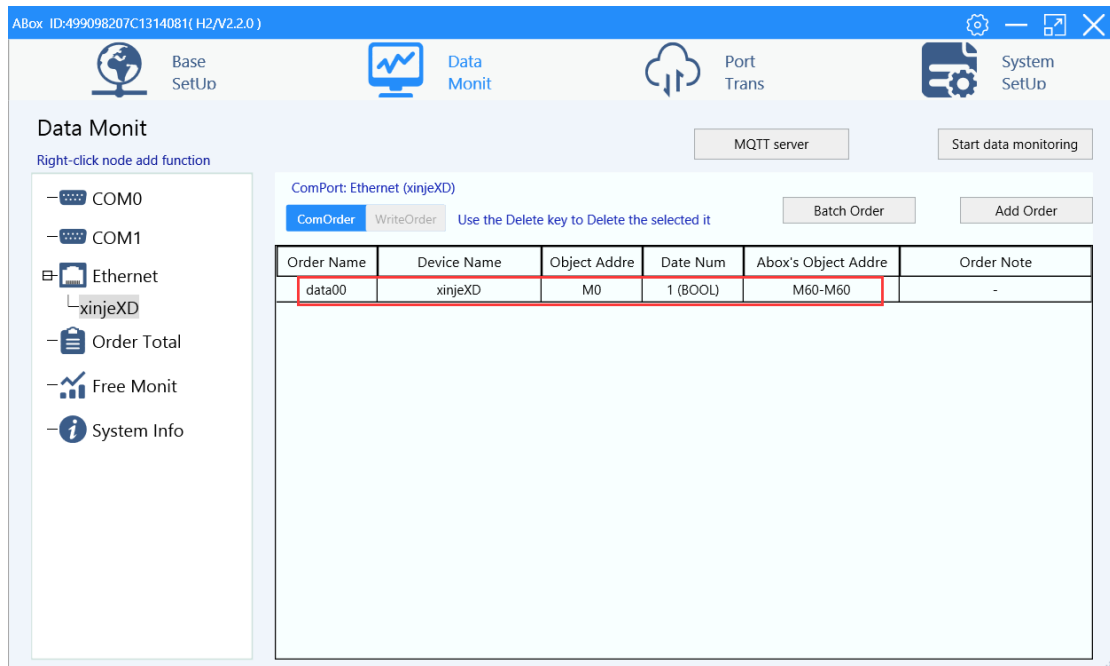 ABox ID:499098207C1314081( H2/V2.2.0 )
Base
SetUp
Data
Monit
Port
Trans
System
SetUp
Data Monit
MQTT server
Start data monitoring
Right-click node add function
COM0
COM1
Ethernet
xinjeXD
Order Total
Free Monit
System Info
ComPort: Ethernet (xinjeXD)
ComOrder WriteOrder Use the Delete key to Delete the selected it
Batch Order
Add Order
Order Name Device Name Object Addre Date Num Abox's Object Addre Order Note
data00 xinjeXD M0 1 (BOOL) M60-M60 -